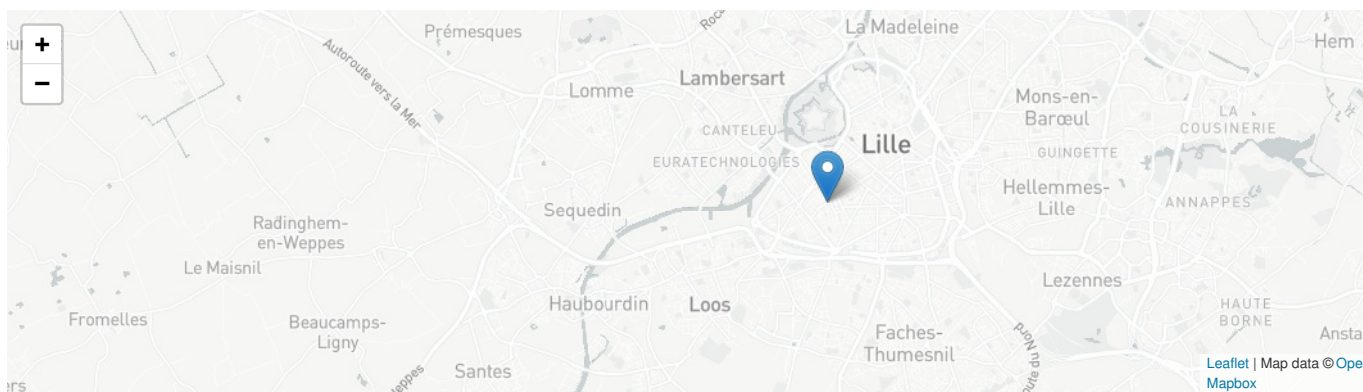 +
−
Prémesques
La Madeleine
Hem
Autoroute vers la Mer
Lambersart
Lomme
Mons-en-
Barœul
LA
COUSINERIE
CANTELEU
Lille
EURATECHNOLOGIES
GUINGETTE
Hellemmes-
Lille
ANNAPPES
Sequedin
Radinghem-
en-Weppes
Le Maisnil
Lezennes
Haubourdin
Loos
HAUTE
BORNE
Fromelles
Beaucamps-
Ligny
Faches-
Thumesnil
Ansta
Santes
Leaflet | Map data © Ope
Mapbox